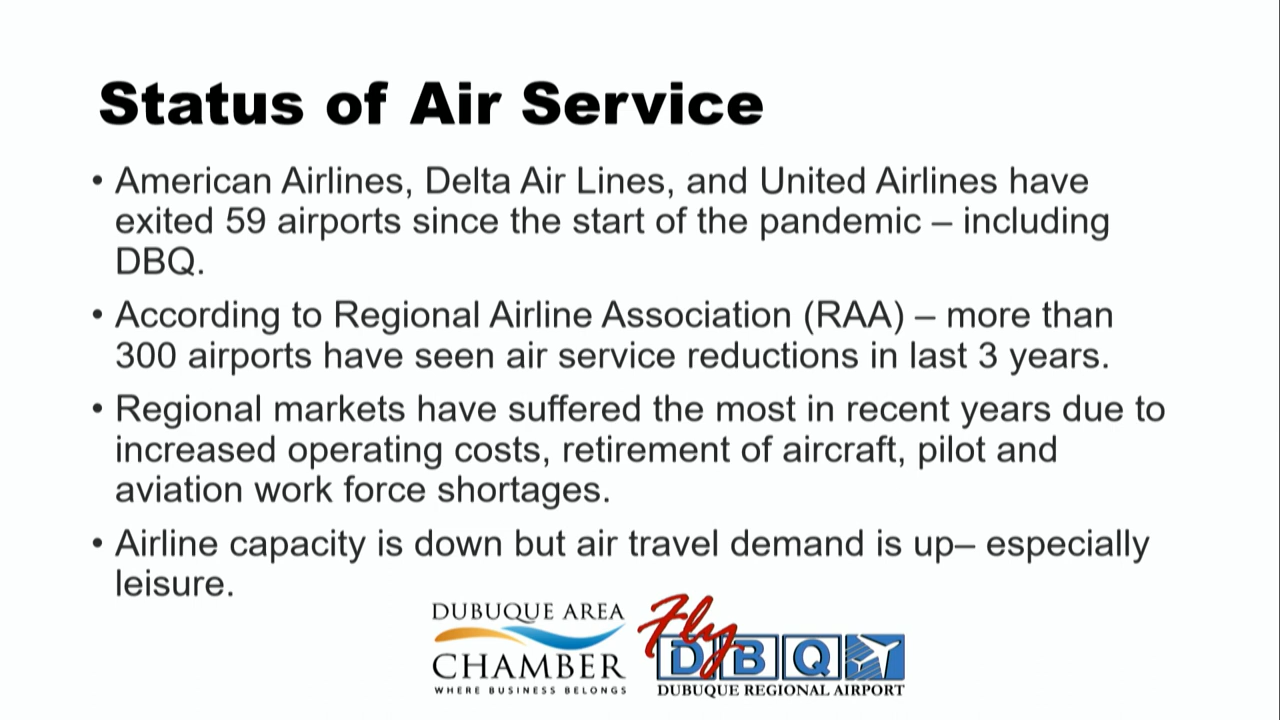 Status of Air Service
• American Airlines, Delta Air Lines, and United Airlines have
exited 59 airports since the start of the pandemic – including
DBQ.
• According to Regional Airline Association (RAA) – more than
300 airports have seen air service reductions in last 3 years.
• Regional markets have suffered the most in recent years due to
increased operating costs, retirement of aircraft, pilot and
aviation work force shortages.
• Airline capacity is down but air travel demand is up– especially
leisure.
DUBUQUE AREA
CHAMBER
WHERE BUSINESS BELONGS
Fly
DBQ
DUBUQUE REGIONAL AIRPORT